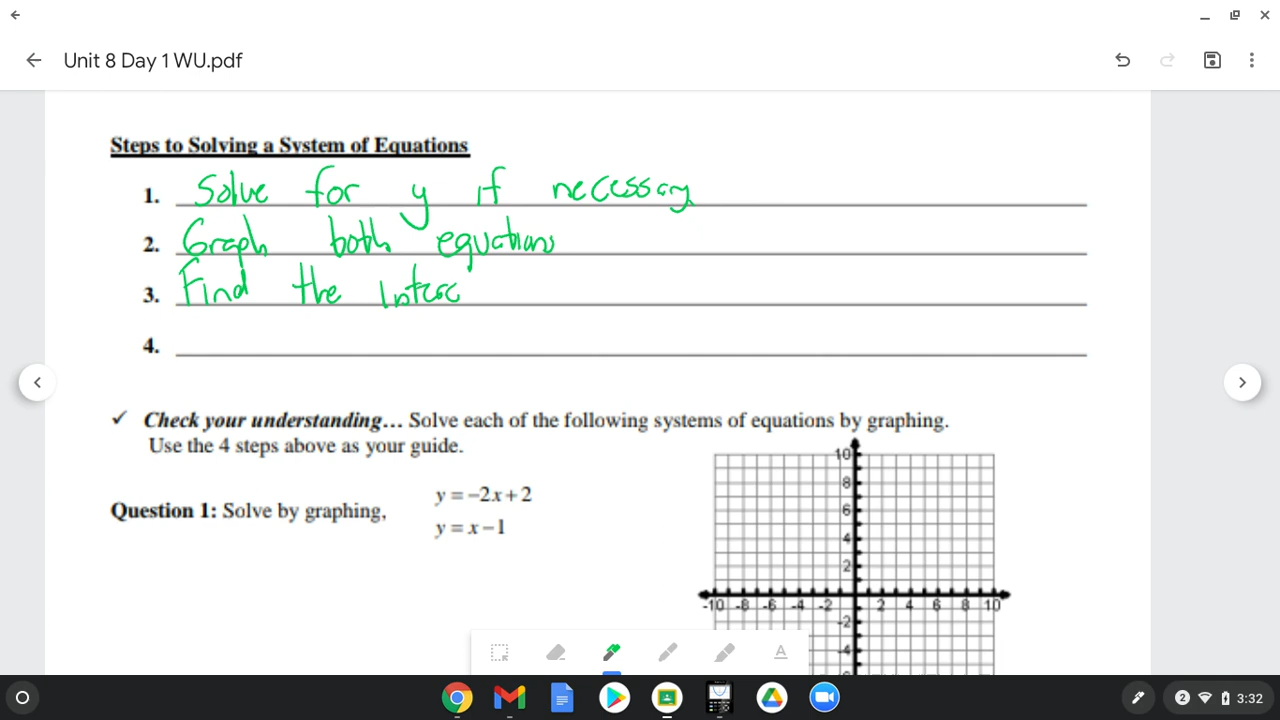 Unit 8 Day 1 WU.pdf
Steps to Solving a System of Equations
1. Solve for y if necessary
2. Graph both equations
3. Find the intersc
4.
✓ Check your understanding... Solve each of the following systems of equations by graphing.
Use the 4 steps above as your guide.
y = -2x + 2
Question 1: Solve by graphing,
y = x - 1
10
8
6
4
2
-10 -8 -6 -4 -2 2 4 6 8 10
-2
-4
A
2 3:32